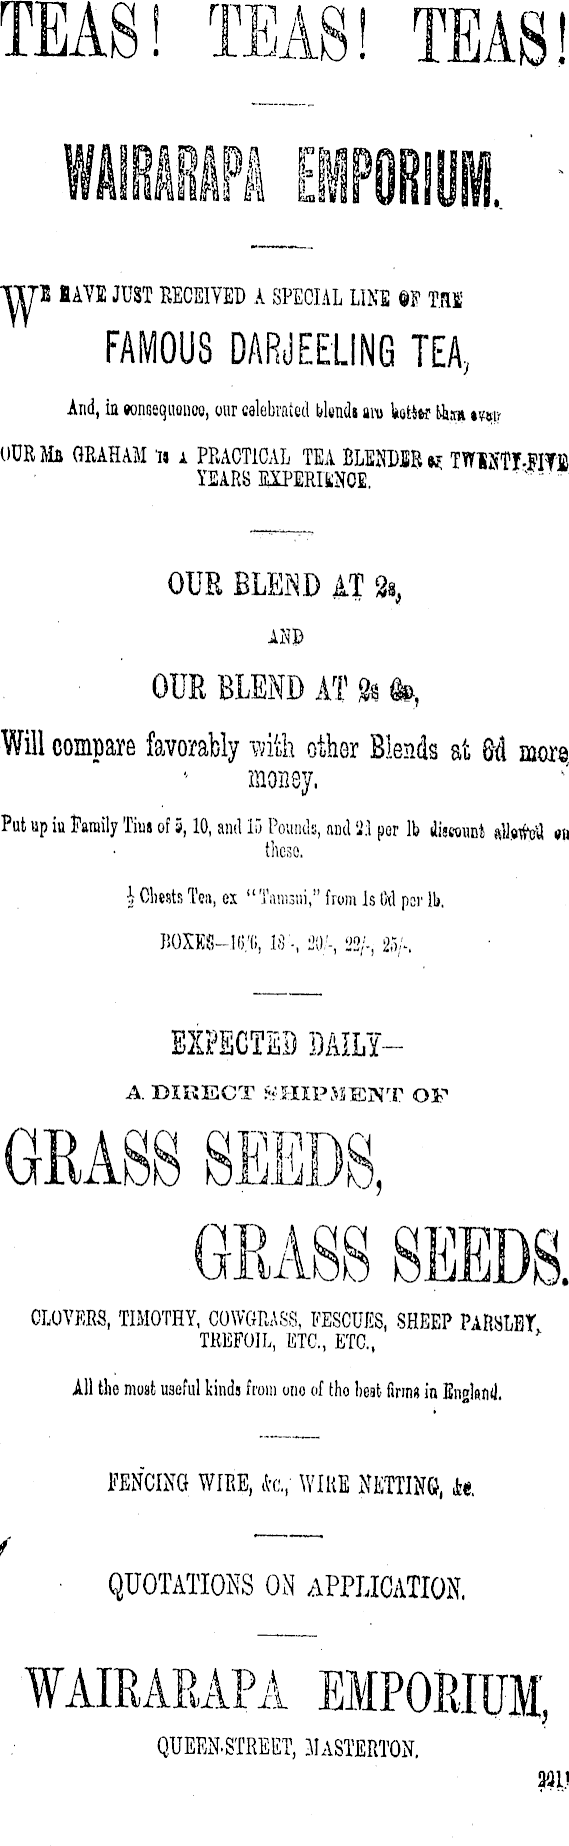 TEAS! TEAS! TEAS!
WAIRARAPA EMPORIUM.
WE HAVE JUST RECEIVED A SPECIAL LINE OF THE
FAMOUS DARJEELING TEA,
And, in consequence, our celebrated blends are better than ever
OUR MR GRAHAM IS A PRACTICAL TEA BLENDER OF TWENTY-FIVE
YEARS EXPERIENCE.
OUR BLEND AT 2s,
AND
OUR BLEND AT 2s 6D,
Will compare favorably with other Blends at 6d more
money.
Put up in Family Tins of 5, 10, and 15 Pounds, and 2d per lb discount allowed on
these.
½ Chests Tea, ex "Tamsui," from 1s 6d per lb.
BOXES—16/6, 18/-, 20/-, 22/-, 25/-.
EXPECTED DAILY—
A DIRECT SHIPMENT OF
GRASS SEEDS,
GRASS SEEDS.
CLOVERS, TIMOTHY, COWGRASS, FESCUES, SHEEP PARSLEY,
TREFOIL, ETC., ETC.,
All the most useful kinds from one of the best firms in England.
FENCING WIRE, &c., WIRE NETTING, &c.
QUOTATIONS ON APPLICATION.
WAIRARAPA EMPORIUM,
QUEEN-STREET, MASTERTON.